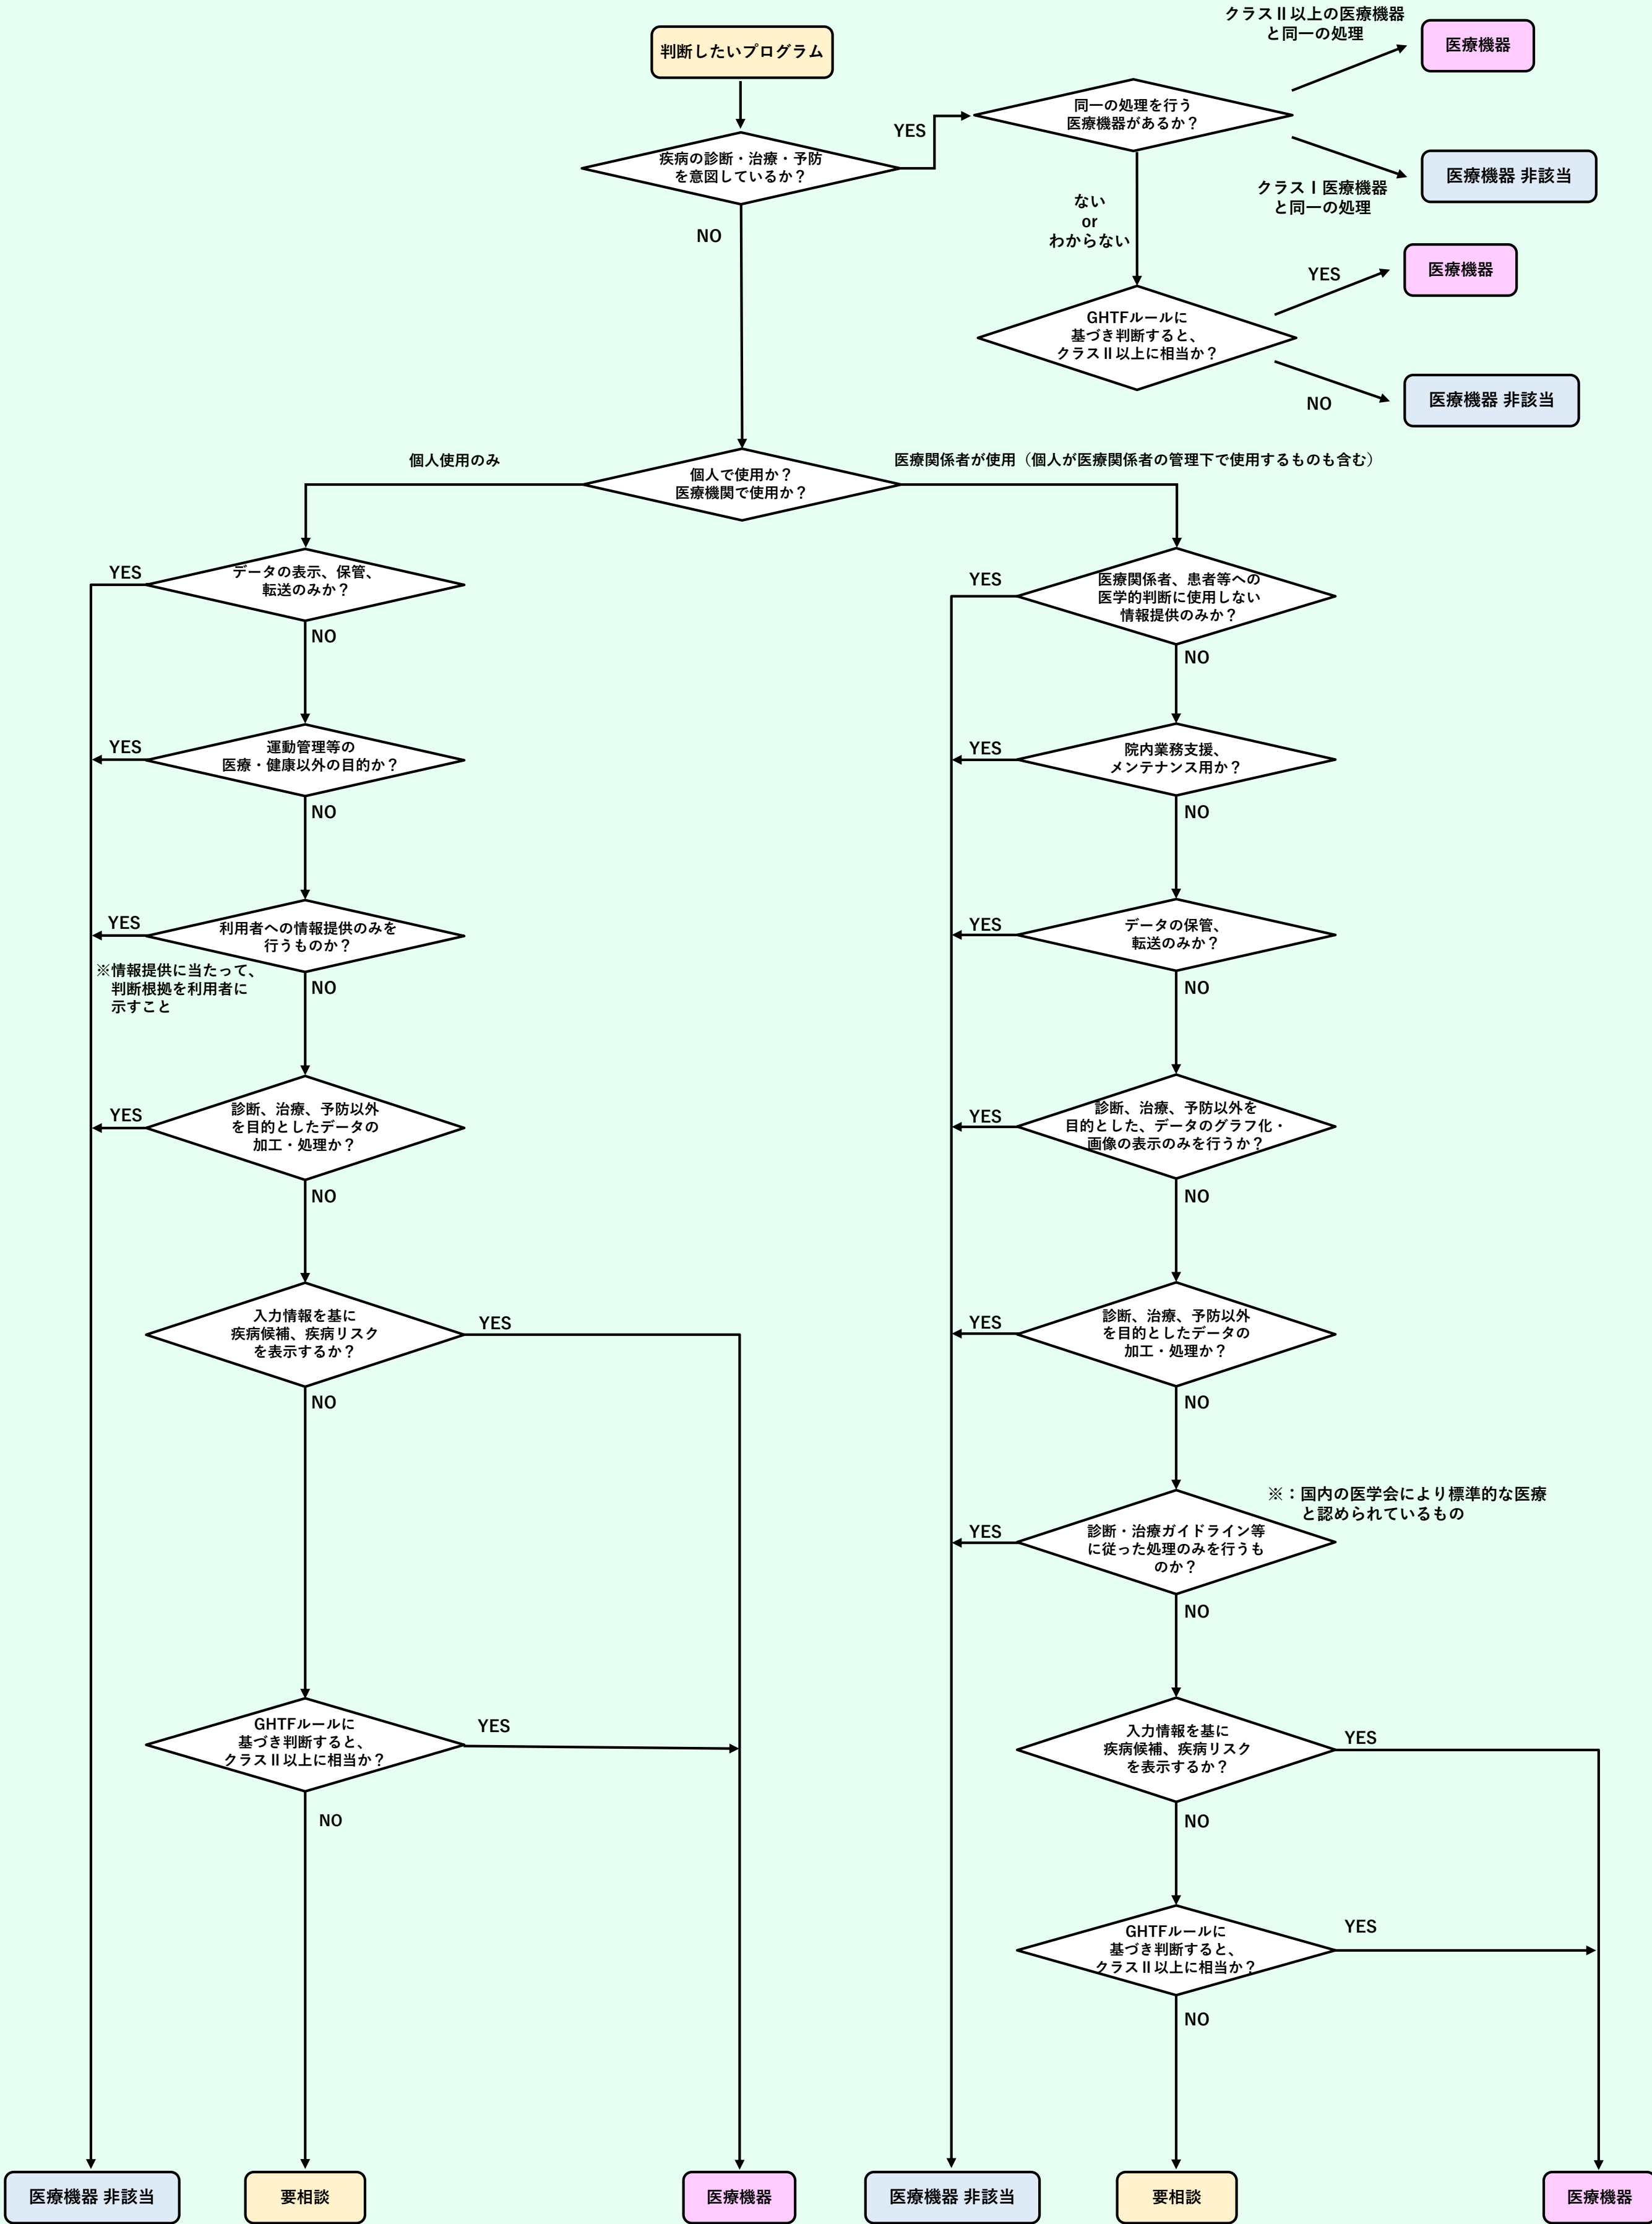 クラスⅡ以上の医療機器
と同一の処理
医療機器
判断したいプログラム
同一の処理を行う
医療機器があるか？
YES
疾病の診断・治療・予防
を意図しているか？
医療機器 非該当
クラスⅠ医療機器
と同一の処理
ない
or
わからない
NO
YES
医療機器
GHTFルールに
基づき判断すると、
クラスⅡ以上に相当か？
NO
医療機器 非該当
個人使用のみ
個人で使用か？
医療機関で使用か？
医療関係者が使用（個人が医療関係者の管理下で使用するものも含む）
YES
データの表示、保管、
転送のみか？
NO
YES
運動管理等の
医療・健康以外の目的か？
NO
YES
利用者への情報提供のみを
行うものか？
※情報提供に当たって、
判断根拠を利用者に
示すこと
NO
YES
診断、治療、予防以外
を目的としたデータの
加工・処理か？
NO
入力情報を基に
疾病候補、疾病リスク
を表示するか？
YES
NO
GHTFルールに
基づき判断すると、
クラスⅡ以上に相当か？
YES
NO
YES
医療関係者、患者等への
医学的判断に使用しない
情報提供のみか？
NO
YES
院内業務支援、
メンテナンス用か？
NO
YES
データの保管、
転送のみか？
NO
YES
診断、治療、予防以外を
目的とした、データのグラフ化・
画像の表示のみを行うか？
NO
YES
診断、治療、予防以外
を目的としたデータの
加工・処理か？
NO
※：国内の医学会により標準的な医療
と認められているもの
YES
診断・治療ガイドライン等
に従った処理のみを行うも
のか？
NO
入力情報を基に
疾病候補、疾病リスク
を表示するか？
YES
NO
GHTFルールに
基づき判断すると、
クラスⅡ以上に相当か？
YES
NO
医療機器 非該当
要相談
医療機器
医療機器 非該当
要相談
医療機器